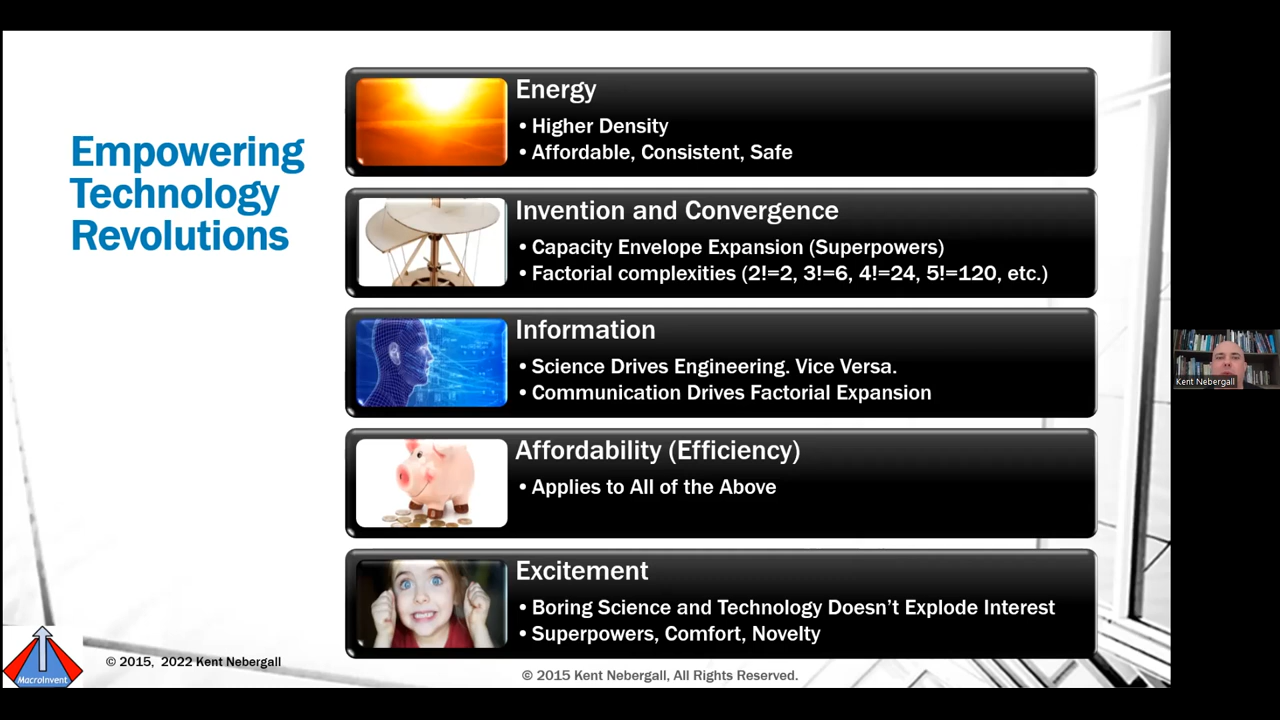 Empowering
Technology
Revolutions
Energy
• Higher Density
• Affordable, Consistent, Safe
Invention and Convergence
• Capacity Envelope Expansion (Superpowers)
• Factorial complexities (2!=2, 3!=6, 4!=24, 5!=120, etc.)
Information
• Science Drives Engineering. Vice Versa.
• Communication Drives Factorial Expansion
Affordability (Efficiency)
• Applies to All of the Above
Excitement
• Boring Science and Technology Doesn’t Explode Interest
• Superpowers, Comfort, Novelty
Kent Nebergall
MacroInvent
© 2015, 2022 Kent Nebergall
© 2015 Kent Nebergall, All Rights Reserved.